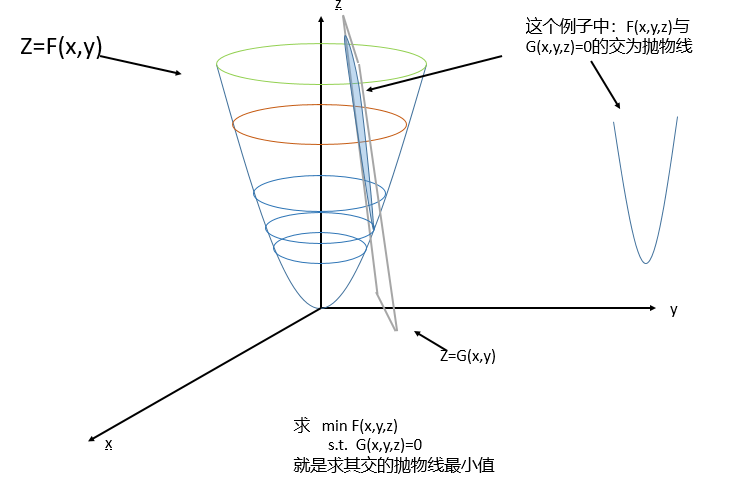 z
Z=F(x,y)
这个例子中：F(x,y,z)与
G(x,y,z)=0的交为抛物线
y
Z=G(x,y)
x
求 min F(x,y,z)
s.t. G(x,y,z)=0
就是求其交的抛物线最小值